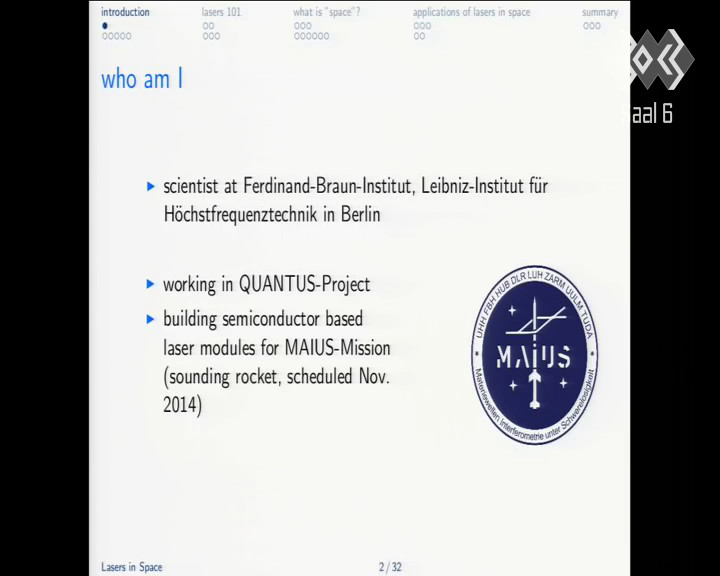 introduction
lasers 101
what is "space"?
applications of lasers in space
summary
who am I
scientist at Ferdinand-Braun-Institut, Leibniz-Institut für
Höchstfrequenztechnik in Berlin
working in QUANTUS-Project
building semiconductor based
laser modules for MAIUS-Mission
(sounding rocket, scheduled Nov.
2014)
UHH FBH HUB DLR LUH ZARM UULM TUDA
MAIUS
Materiewellen Interferometrie unter Schwerelosigkeit
Lasers in Space
2 / 32
aal 6